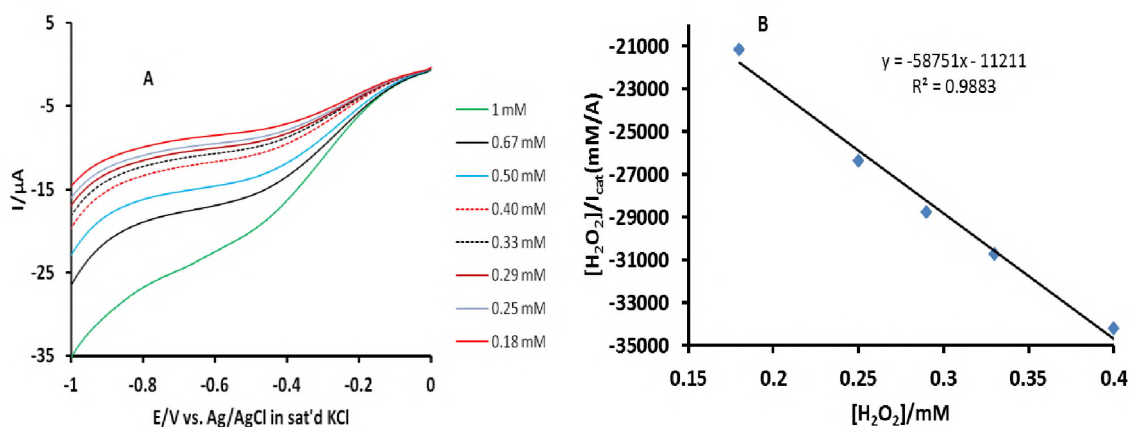 A
5
-5
-15
-25
-35
I/µA
-1
-0.8
-0.6
-0.4
-0.2
0
E/V vs. Ag/AgCl in sat'd KCl
1 mM
0.67 mM
0.50 mM
0.40 mM
0.33 mM
0.29 mM
0.25 mM
0.18 mM
B
y = -58751x - 11211
R² = 0.9883
-21000
-23000
-25000
-27000
-29000
-31000
-33000
-35000
[H₂O₂]/I_cat(mM/A)
0.15
0.2
0.25
0.3
0.35
0.4
[H₂O₂]/mM